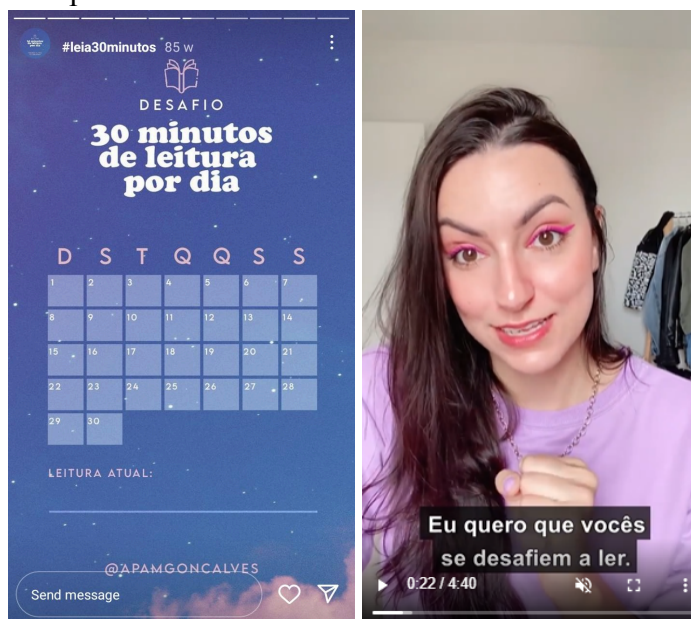 #leia30minutos 85 w
DESAFIO
30 minutos
de leitura
por dia
D S T Q Q S S
1 2 3 4 5 6 7
8 9 10 11 12 13 14
15 16 17 18 19 20 21
22 23 24 25 26 27 28
29 30
LEITURA ATUAL:
@APAMGONCALVES
Send message
Eu quero que vocês
se desafiem a ler.
0:22 / 4:40